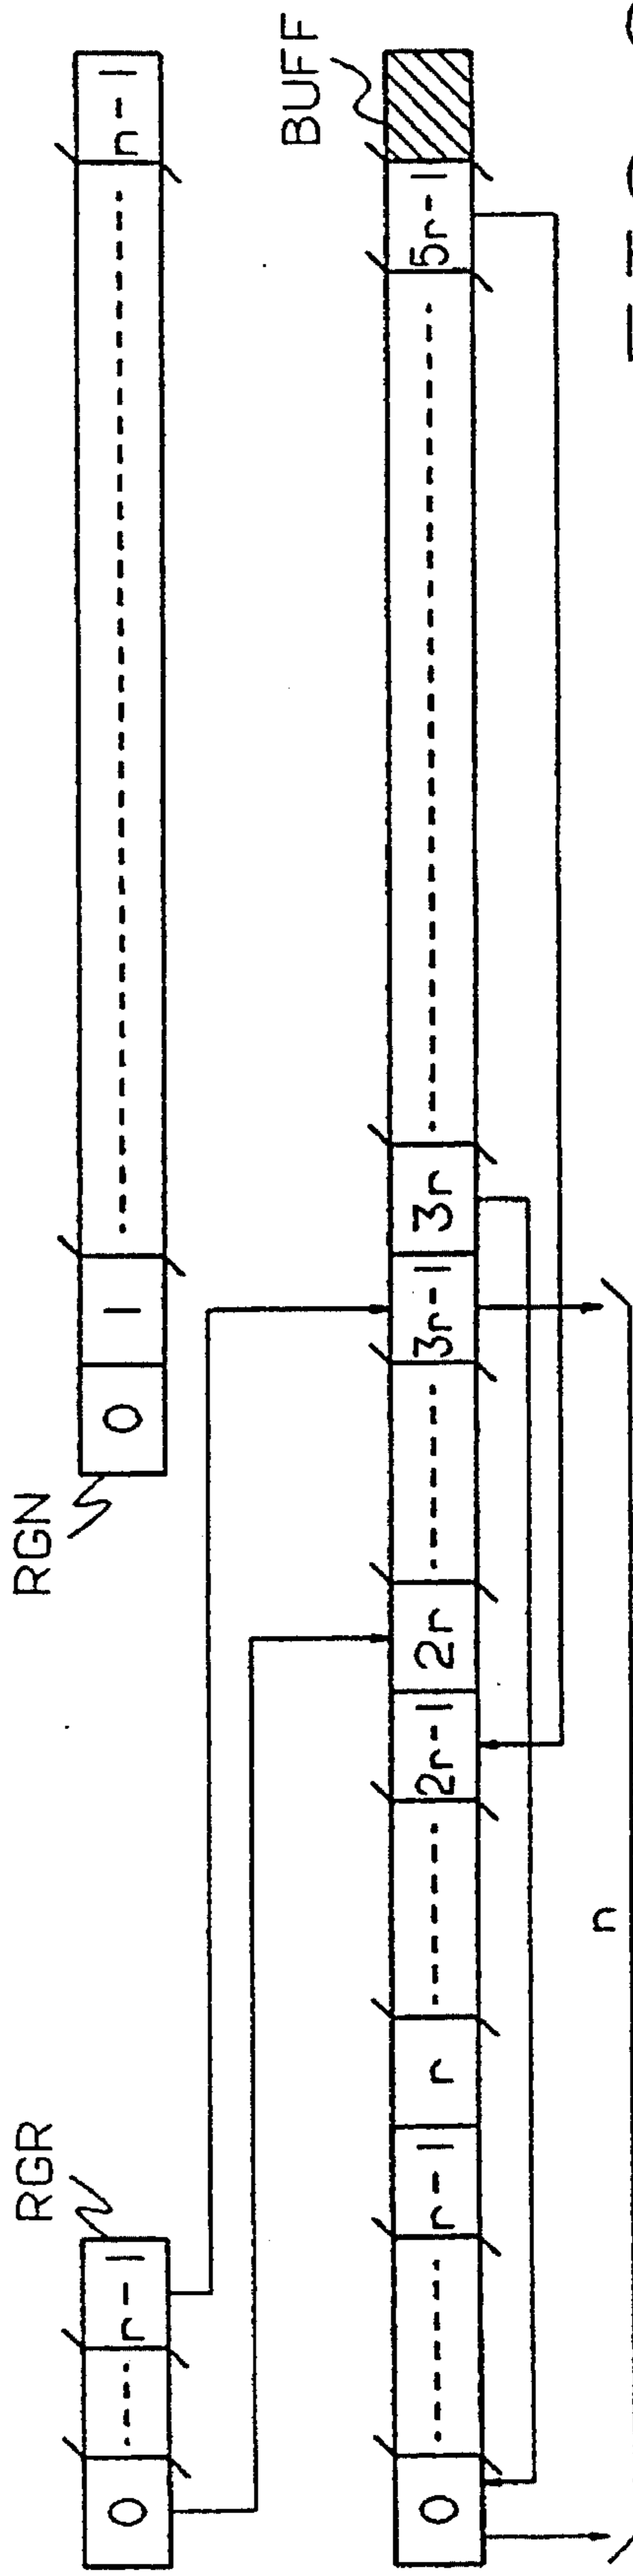 RGR
0 ---- r-1
RGN
0 1 ---- n-1
BUFF
0 ---- r-1 r ---- 2r-1 2r ---- 3r-1 3r ---- 5r-1
n